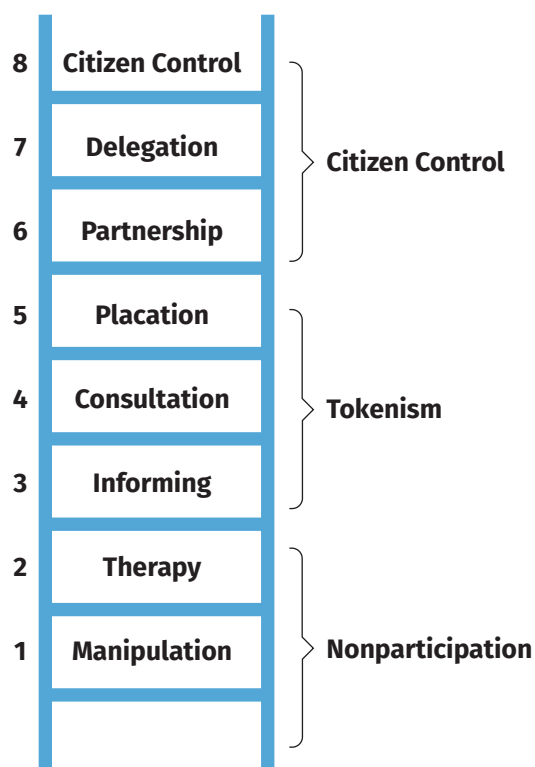 8 Citizen Control
7 Delegation
Citizen Control
6 Partnership
5 Placation
4 Consultation
Tokenism
3 Informing
2 Therapy
1 Manipulation
Nonparticipation